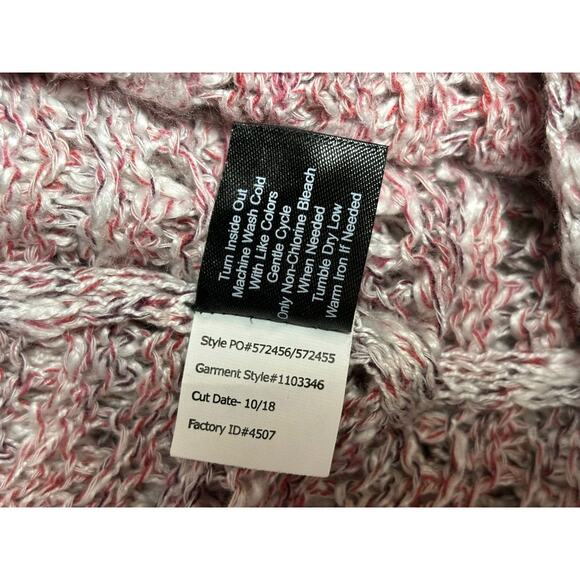 Turn Inside Out
Machine Wash Cold
With Like Colors
Gentle Cycle
Only Non-Chlorine Bleach
When Needed
Tumble Dry Low
Warm Iron If Needed
Style PO#572456/572455
Garment Style#1103346
Cut Date- 10/18
Factory ID#4507